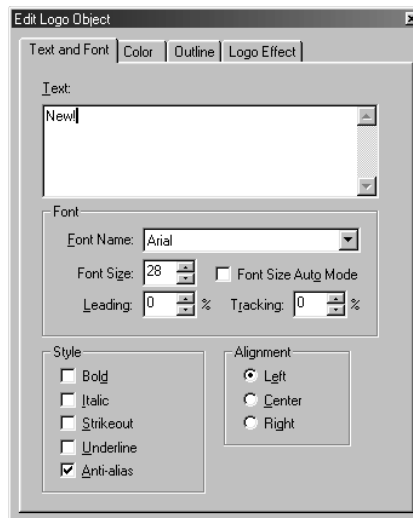 Edit Logo Object
Text and Font Color Outline Logo Effect
Text:
New!
Font
Font Name: Arial
Font Size: 28 Font Size Auto Mode
Leading: 0 % Tracking: 0 %
Style
Bold
Italic
Strikeout
Underline
Anti-alias
Alignment
Left
Center
Right